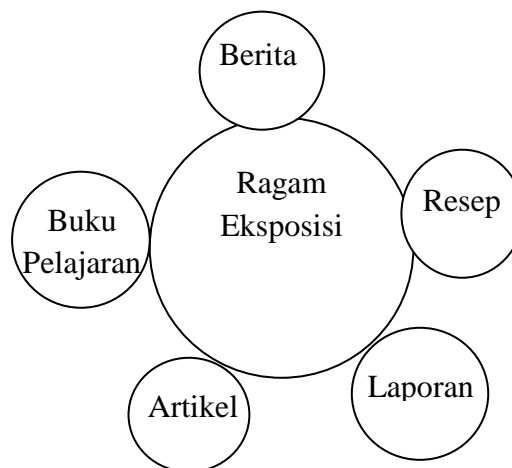 Berita
Ragam
Eksposisi
Resep
Buku
Pelajaran
Laporan
Artikel